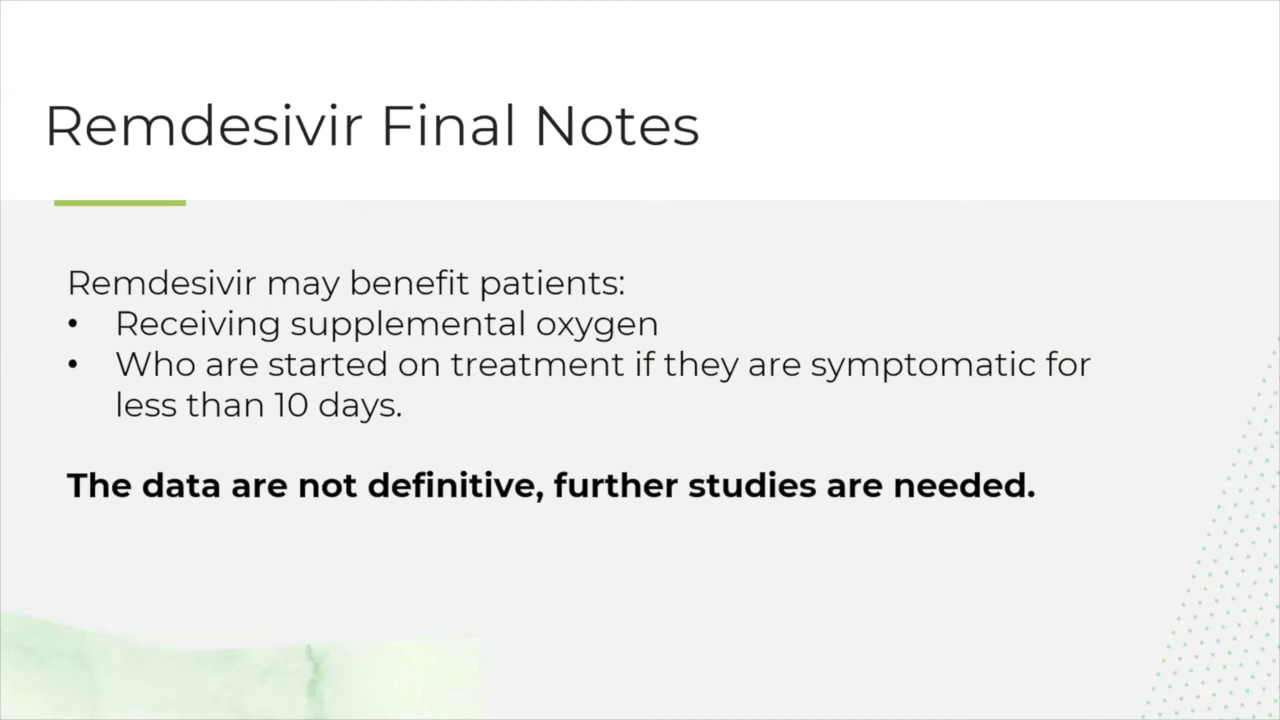 Remdesivir Final Notes
Remdesivir may benefit patients:
• Receiving supplemental oxygen
• Who are started on treatment if they are symptomatic for
less than 10 days.
The data are not definitive, further studies are needed.